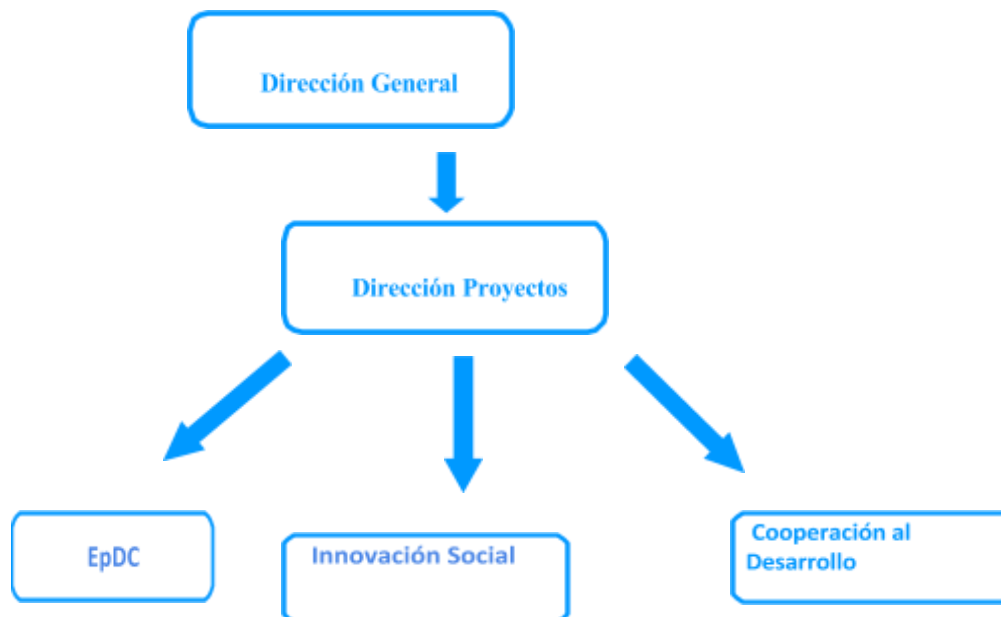 Dirección General
Dirección Proyectos
EpDC
Innovación Social
Cooperación al
Desarrollo